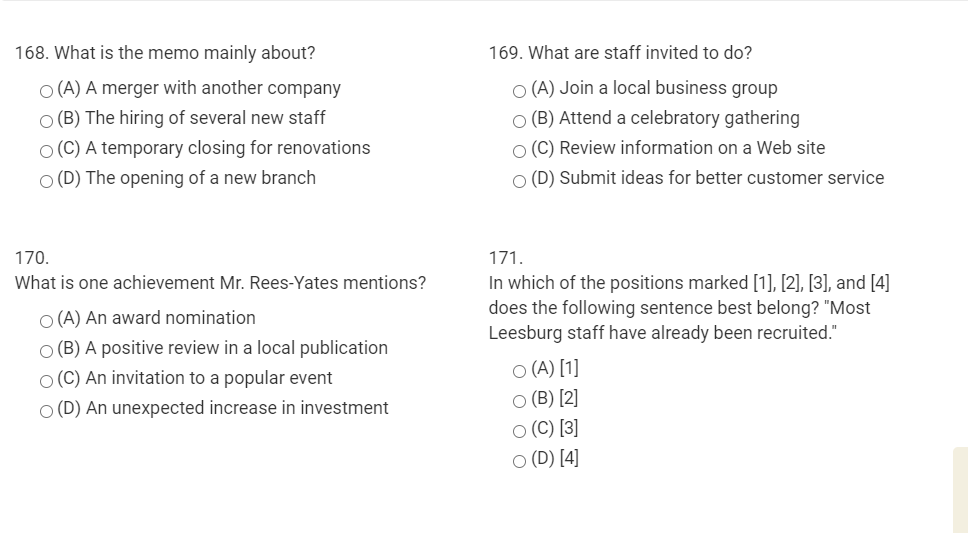 168. What is the memo mainly about?
(A) A merger with another company
(B) The hiring of several new staff
(C) A temporary closing for renovations
(D) The opening of a new branch
169. What are staff invited to do?
(A) Join a local business group
(B) Attend a celebratory gathering
(C) Review information on a Web site
(D) Submit ideas for better customer service
170.
What is one achievement Mr. Rees-Yates mentions?
(A) An award nomination
(B) A positive review in a local publication
(C) An invitation to a popular event
(D) An unexpected increase in investment
171.
In which of the positions marked [1], [2], [3], and [4]
does the following sentence best belong? "Most
Leesburg staff have already been recruited."
(A) [1]
(B) [2]
(C) [3]
(D) [4]